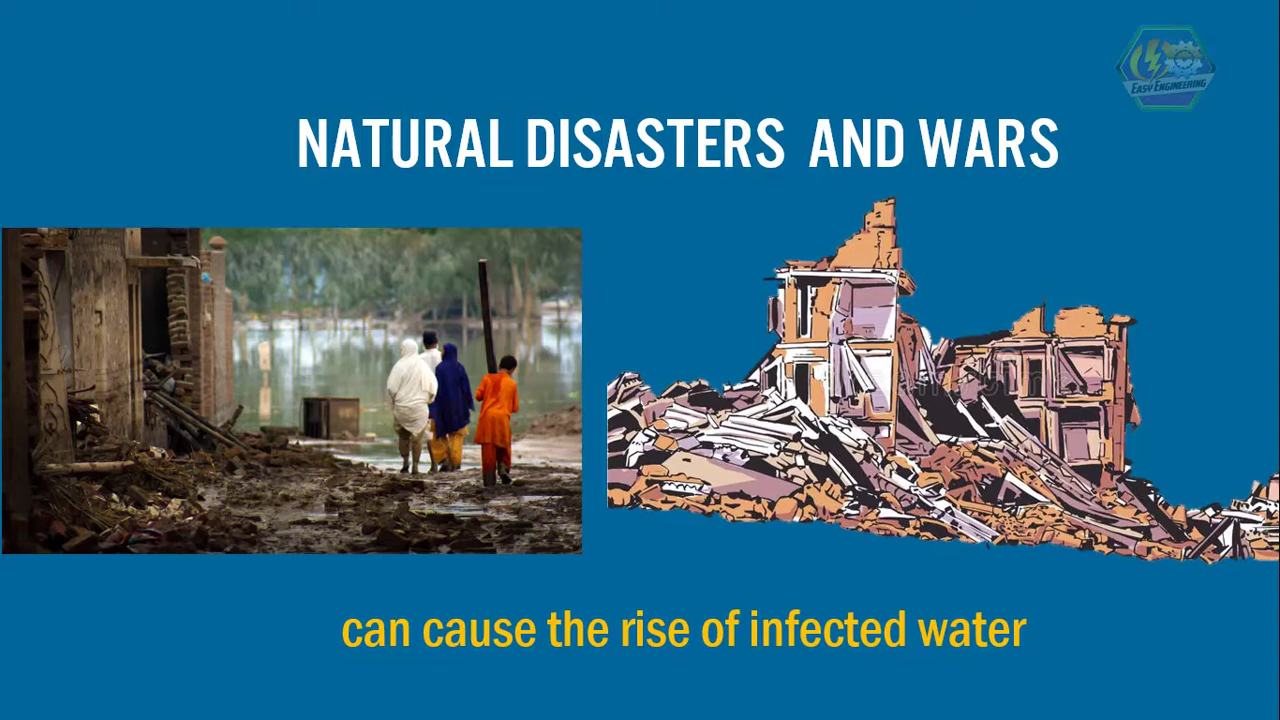 EASY ENGINEERING
NATURAL DISASTERS AND WARS
can cause the rise of infected water